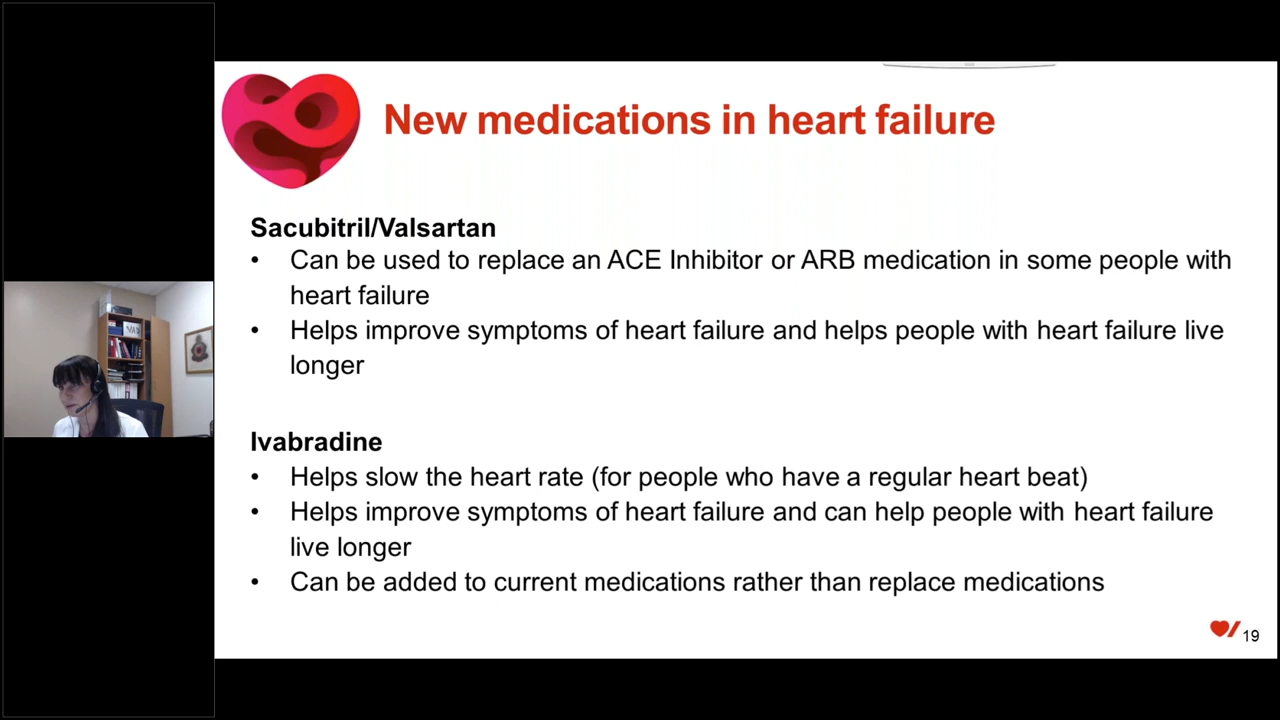 New medications in heart failure
Sacubitril/Valsartan
• Can be used to replace an ACE Inhibitor or ARB medication in some people with
heart failure
• Helps improve symptoms of heart failure and helps people with heart failure live
longer
Ivabradine
• Helps slow the heart rate (for people who have a regular heart beat)
• Helps improve symptoms of heart failure and can help people with heart failure
live longer
• Can be added to current medications rather than replace medications
19